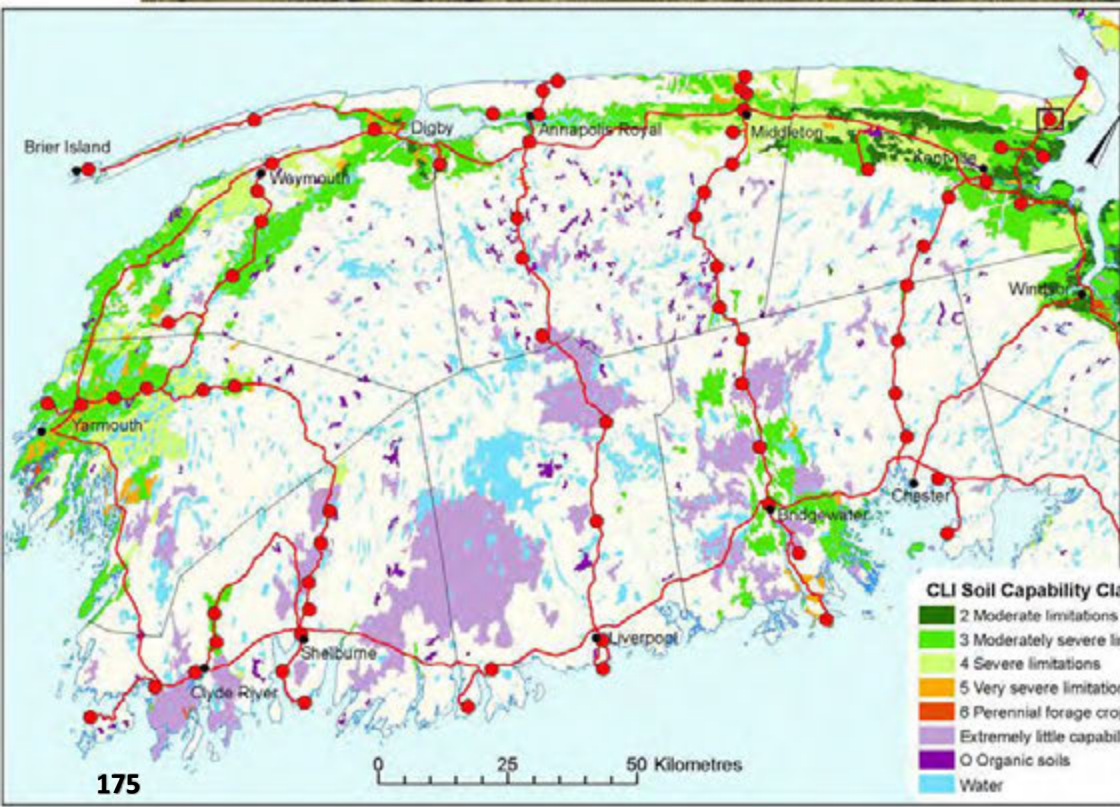 Digby
Annapolis Royal
Middleton
Brier Island
Kentville
Weymouth
Windsor
Yarmouth
Chester
Bridgewater
CLI Soil Capability Cla
2 Moderate limitations
3 Moderately severe li
Liverpool
4 Severe limitations
Shelburne
5 Very severe limitatio
Clyde River
6 Perennial forage cro
Extremely little capabil
O Organic soils
0 25 50 Kilometres
175
Water